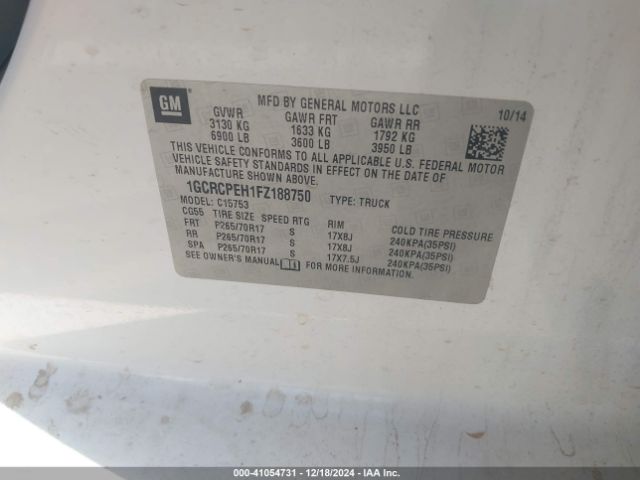 GM
MFD BY GENERAL MOTORS LLC
10/14
GVWR GAWR FRT GAWR RR
3130 KG 1633 KG 1792 KG
6900 LB 3600 LB 3950 LB
THIS VEHICLE CONFORMS TO ALL APPLICABLE U.S. FEDERAL MOTOR
VEHICLE SAFETY STANDARDS IN EFFECT ON THE DATE OF
MANUFACTURE SHOWN ABOVE.
1GCRCPEH1FZ188750 TYPE: TRUCK
MODEL: C15753
CG55 TIRE SIZE SPEED RTG RIM COLD TIRE PRESSURE
FRT P265/70R17 S 17X8J 240KPA(35PSI)
RR P265/70R17 S 17X8J 240KPA(35PSI)
SPA P265/70R17 S 17X7.5J 240KPA(35PSI)
SEE OWNER'S MANUAL FOR MORE INFORMATION.
000-41054731 - 12/18/2024 - IAA Inc.